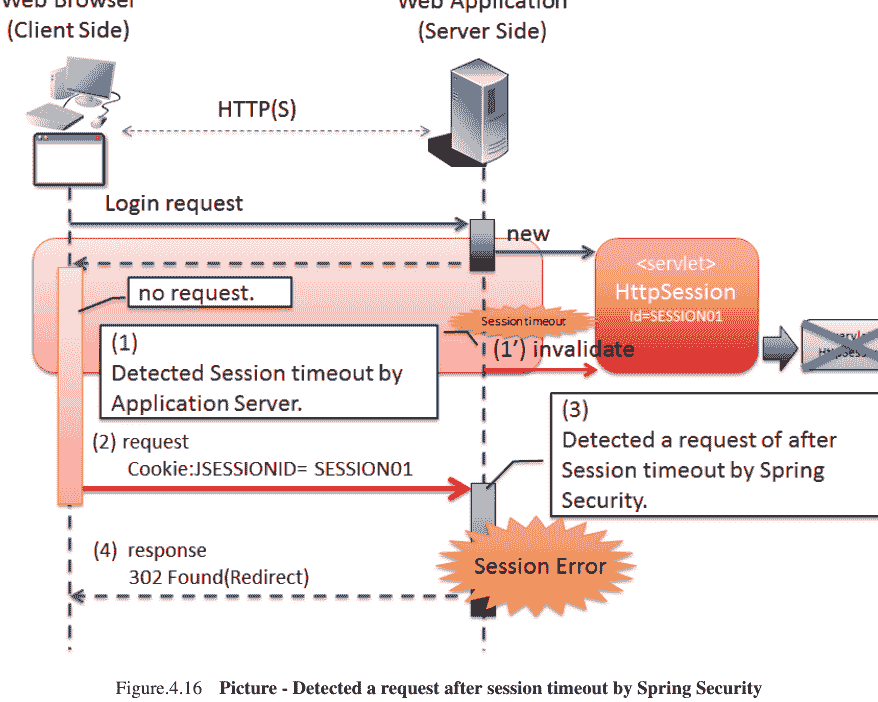 Web Browser
(Client Side)
Web Application
(Server Side)
HTTP(S)
Login request
new
<servlet>
HttpSession
Id=SESSION01
no request.
Session timeout
(1)
Detected Session timeout by
Application Server.
(1') invalidate
(2) request
Cookie:JSESSIONID= SESSION01
(3)
Detected a request of after
Session timeout by Spring
Security.
(4) response
302 Found(Redirect)
Session Error
Figure.4.16 Picture - Detected a request after session timeout by Spring Security